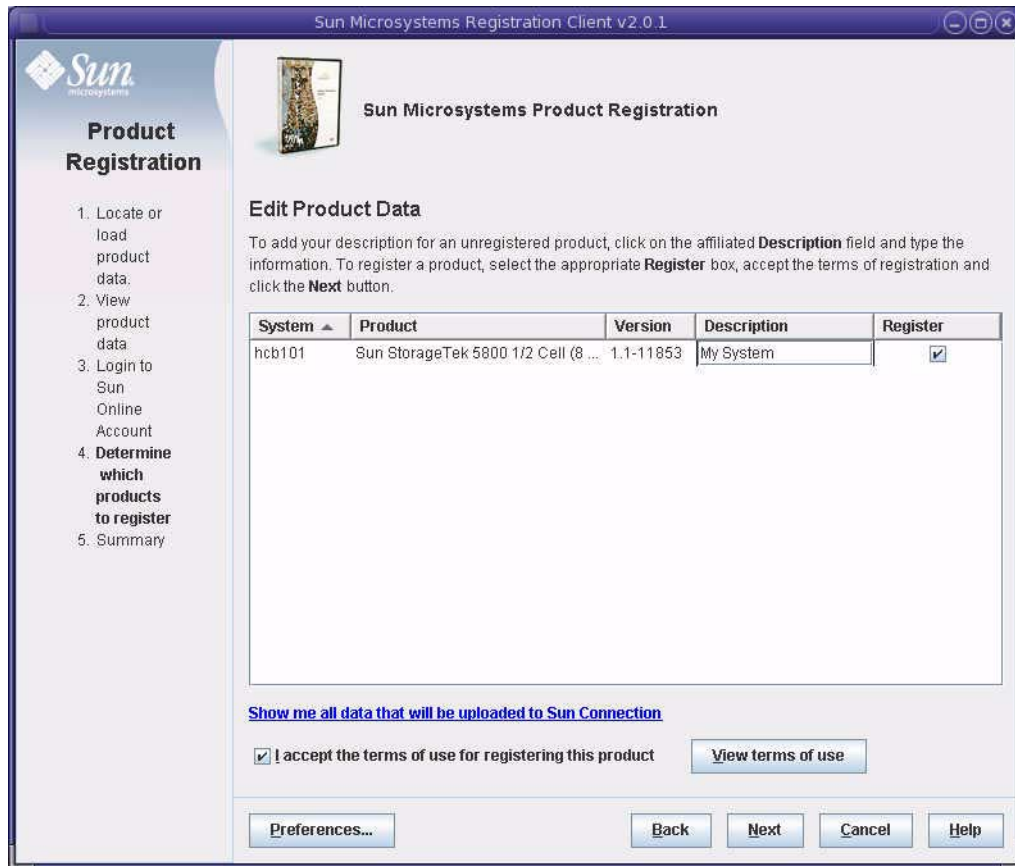 Sun Microsystems Registration Client v2.0.1
Sun
microsystems
Product
Registration
1. Locate or
load
product
data.
2. View
product
data
3. Login to
Sun
Online
Account
4. Determine
which
products
to register
5. Summary
Sun Microsystems Product Registration
Edit Product Data
To add your description for an unregistered product, click on the affiliated Description field and type the
information. To register a product, select the appropriate Register box, accept the terms of registration and
click the Next button.
System Product Version Description Register
hcb101 Sun StorageTek 5800 1/2 Cell (8 ... 1.1-11853 My System
Show me all data that will be uploaded to Sun Connection
I accept the terms of use for registering this product View terms of use
Preferences... Back Next Cancel Help